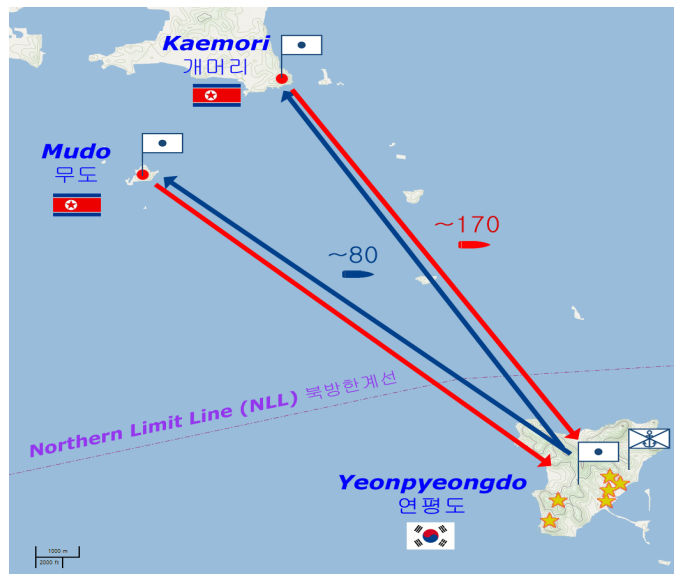 Kaemori
개머리
Mudo
무도
~170
~80
Northern Limit Line (NLL) 북방한계선
Yeonpyeongdo
연평도
1000 m
2000 ft